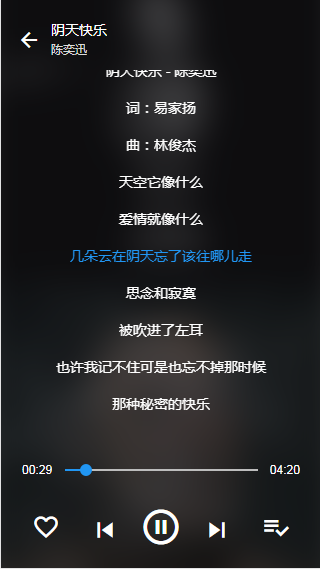 阴天快乐
陈奕迅
阴天快乐 - 陈奕迅
词：易家扬
曲：林俊杰
天空它像什么
爱情就像什么
几朵云在阴天忘了该往哪儿走
思念和寂寞
被吹进了左耳
也许我记不住可是也忘不掉那时候
那种秘密的快乐
00:29 04:20